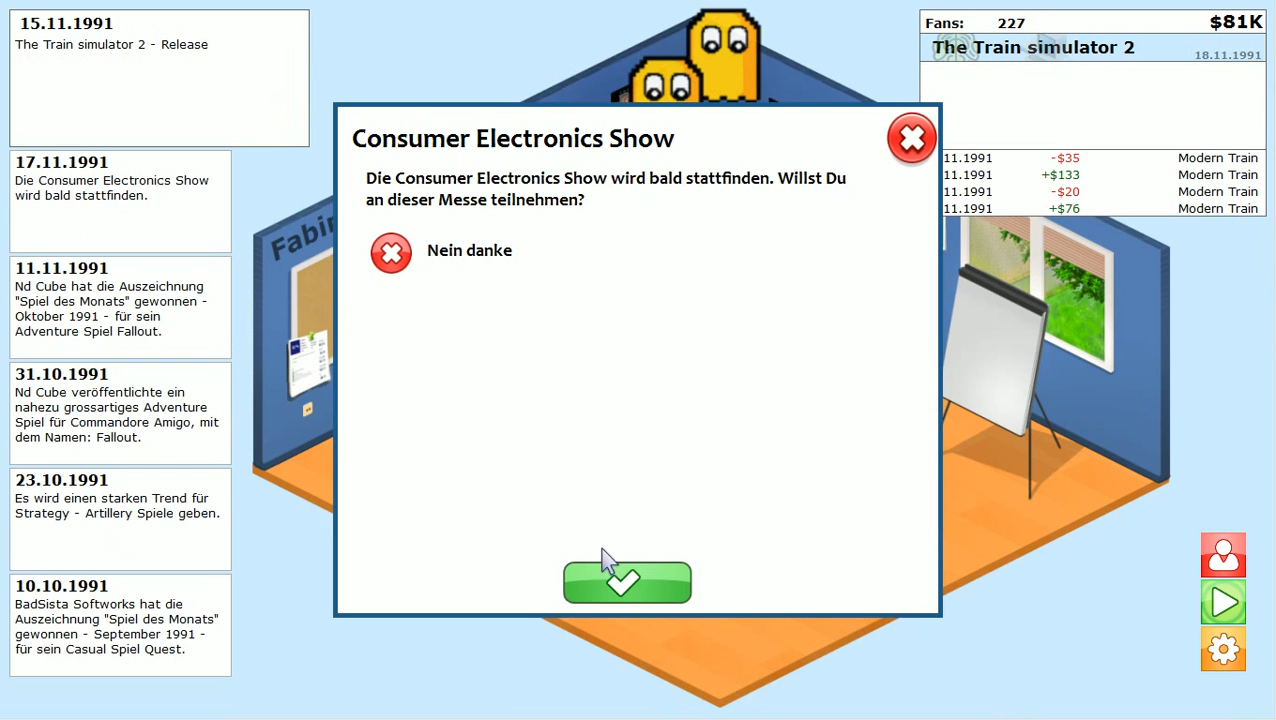 15.11.1991
The Train simulator 2 - Release
17.11.1991
Die Consumer Electronics Show
wird bald stattfinden.
11.11.1991
Nd Cube hat die Auszeichnung
"Spiel des Monats" gewonnen -
Oktober 1991 - für sein
Adventure Spiel Fallout.
31.10.1991
Nd Cube veröffentlichte ein
nahezu grossartiges Adventure
Spiel für Commandore Amigo, mit
dem Namen: Fallout.
23.10.1991
Es wird einen starken Trend für
Strategy - Artillery Spiele geben.
10.10.1991
BadSista Softworks hat die
Auszeichnung "Spiel des Monats"
gewonnen - September 1991 -
für sein Casual Spiel Quest.
Consumer Electronics Show
Die Consumer Electronics Show wird bald stattfinden. Willst Du
an dieser Messe teilnehmen?
Nein danke
Fans: 227 $81K
The Train simulator 2
18.11.1991
11.1991 -$35 Modern Train
11.1991 +$133 Modern Train
11.1991 -$20 Modern Train
11.1991 +$76 Modern Train